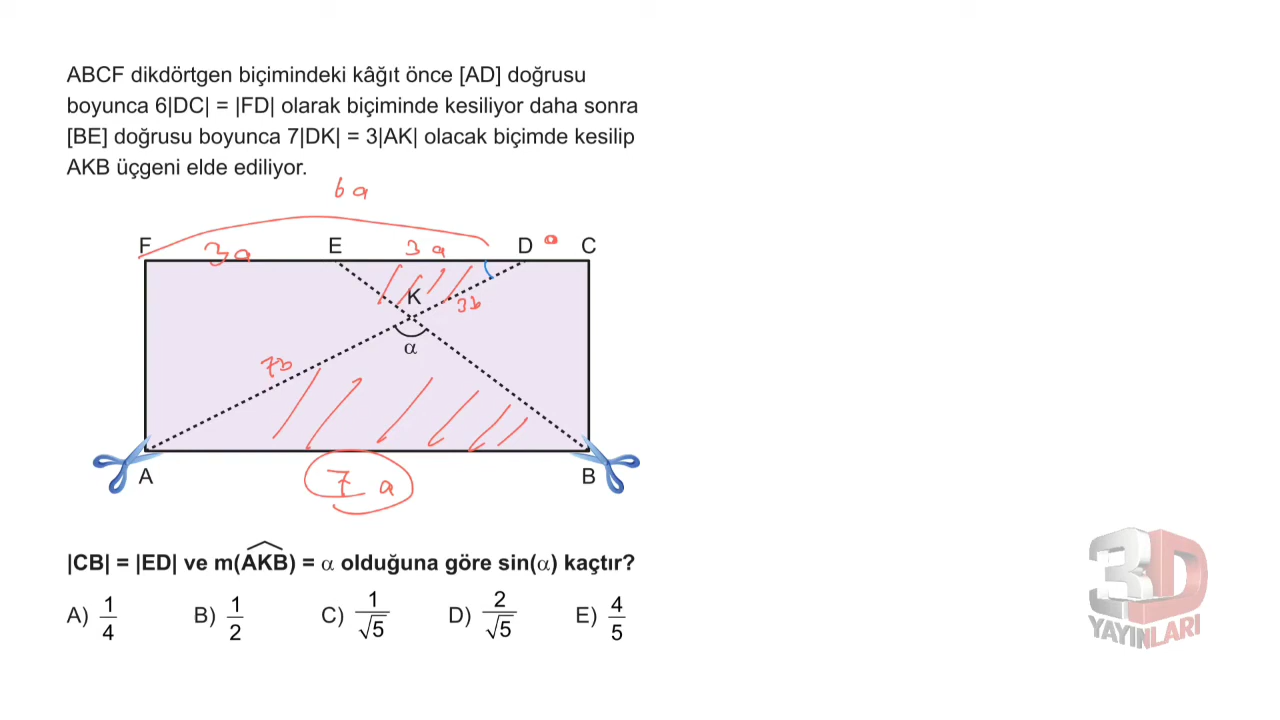 ABCF dikdörtgen biçimindeki kâğıt önce [AD] doğrusu
boyunca 6|DC| = |FD| olarak biçiminde kesiliyor daha sonra
[BE] doğrusu boyunca 7|DK| = 3|AK| olacak biçimde kesilip
AKB üçgeni elde ediliyor.
6a
F 3a E 3 a D a C
K
3b
α
7b
A B
7 a
|CB| = |ED| ve m(AKB) = α olduğuna göre sin(α) kaçtır?
A) 1/4 B) 1/2 C) 1/√5 D) 2/√5 E) 4/5
3D
YAYINLARI